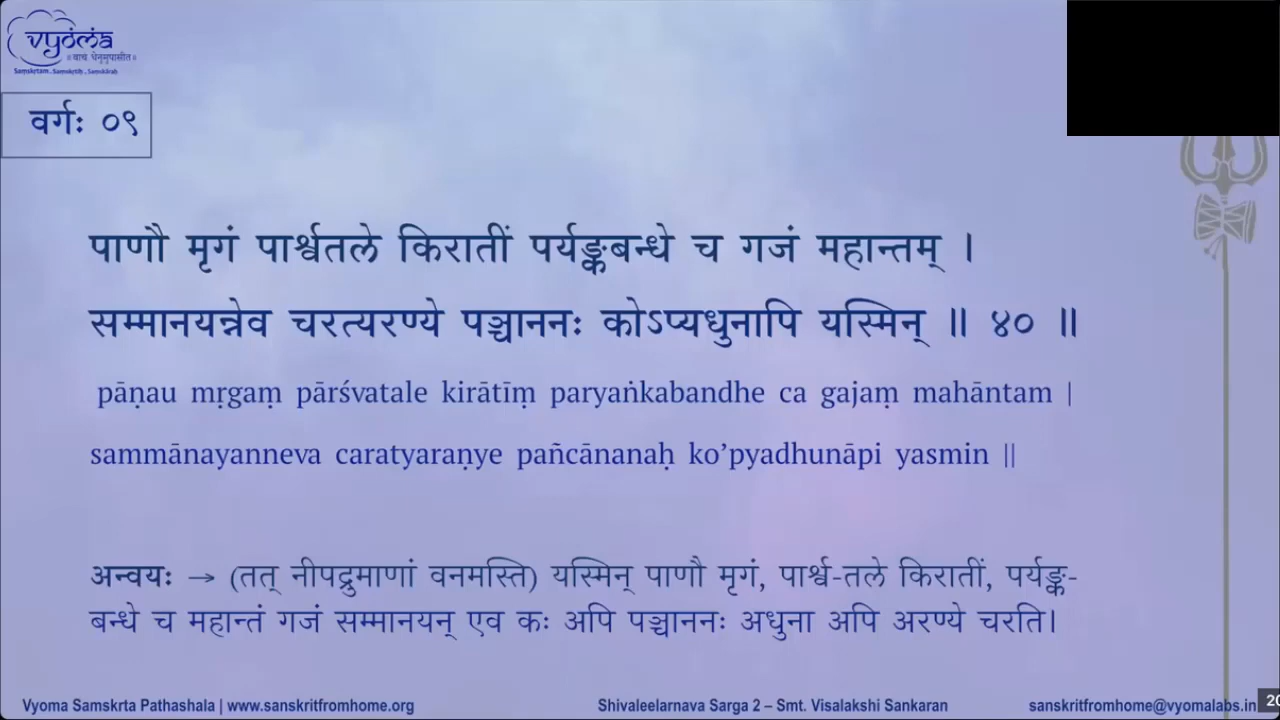 vyoma
॥ वाचं धेनुमुपासीत ॥
Samskrtam . Samskrtih . Samskarah
वर्गः ०९
पाणौ मृगं पार्श्वतले किरातीं पर्यङ्कबन्धे च गजं महान्तम् ।
सम्मानयन्नेव चरत्यरण्ये पञ्चाननः कोऽप्यधुनापि यस्मिन् ॥ ४० ॥
pāṇau mṛgaṃ pārśvatale kirātīṃ paryaṅkabandhe ca gajaṃ mahāntam |
sammānayanneva caratyaraṇye pañcānanaḥ ko’pyadhunāpi yasmin ||
अन्वयः → (तत् नीपद्रुमाणां वनमस्ति) यस्मिन् पाणौ मृगं, पार्श्व-तले किरातीं, पर्यङ्क-
बन्धे च महान्तं गजं सम्मानयन् एव कः अपि पञ्चाननः अधुना अपि अरण्ये चरति।
Vyoma Samskrta Pathashala | www.sanskritfromhome.org Shivaleelarnava Sarga 2 – Smt. Visalakshi Sankaran sanskritfromhome@vyomalabs.in